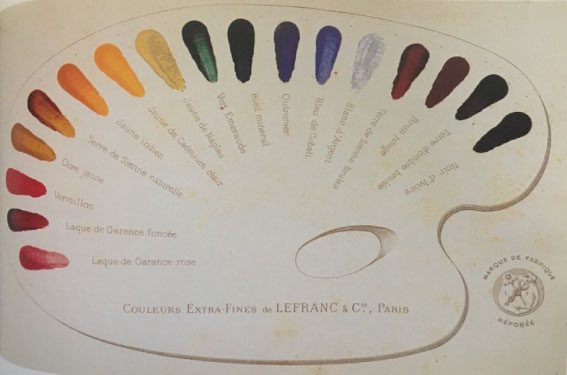 Laque de Garance rose
Laque de Garance foncée
Vermillon
Ocre jaune
Terre de Sienne naturelle
Jaune indien
Jaune de Cadmium clair
Jaune de Naples
Vert Emeraude
Bleu minéral
Outremer
Bleu de Cobalt
Blanc d'Argent
Terre de Sienne brulée
Brun rouge
Terre d'ombre brulée
Noir d'Ivoire
COULEURS EXTRA-FINES de LEFRANC & Cie., PARIS
MARQUE DE FABRIQUE
DÉPOSÉE